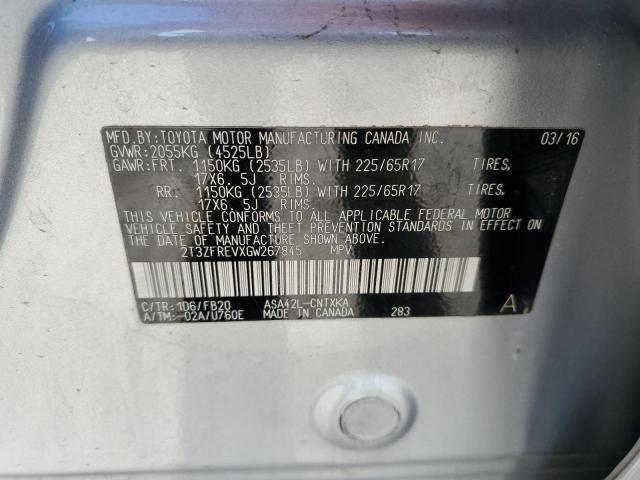 MFD.BY:TOYOTA MOTOR MANUFACTURING CANADA INC. 03/16
GVWR:2055KG (4525LB)
GAWR:FRT. 1150KG (2535LB) WITH 225/65R17 TIRES,
17X6.5J RIMS
RR. 1150KG (2535LB) WITH 225/65R17 TIRES,
17X6.5J RIMS
THIS VEHICLE CONFORMS TO ALL APPLICABLE FEDERAL MOTOR
VEHICLE SAFETY AND THEFT PREVENTION STANDARDS IN EFFECT ON
THE DATE OF MANUFACTURE SHOWN ABOVE.
2T3ZFREVXGW267845 MPV
C/TR:1D6/FB20 ASA42L-CNTXKA
A/TM:-02A/U760E MADE IN CANADA 283 A